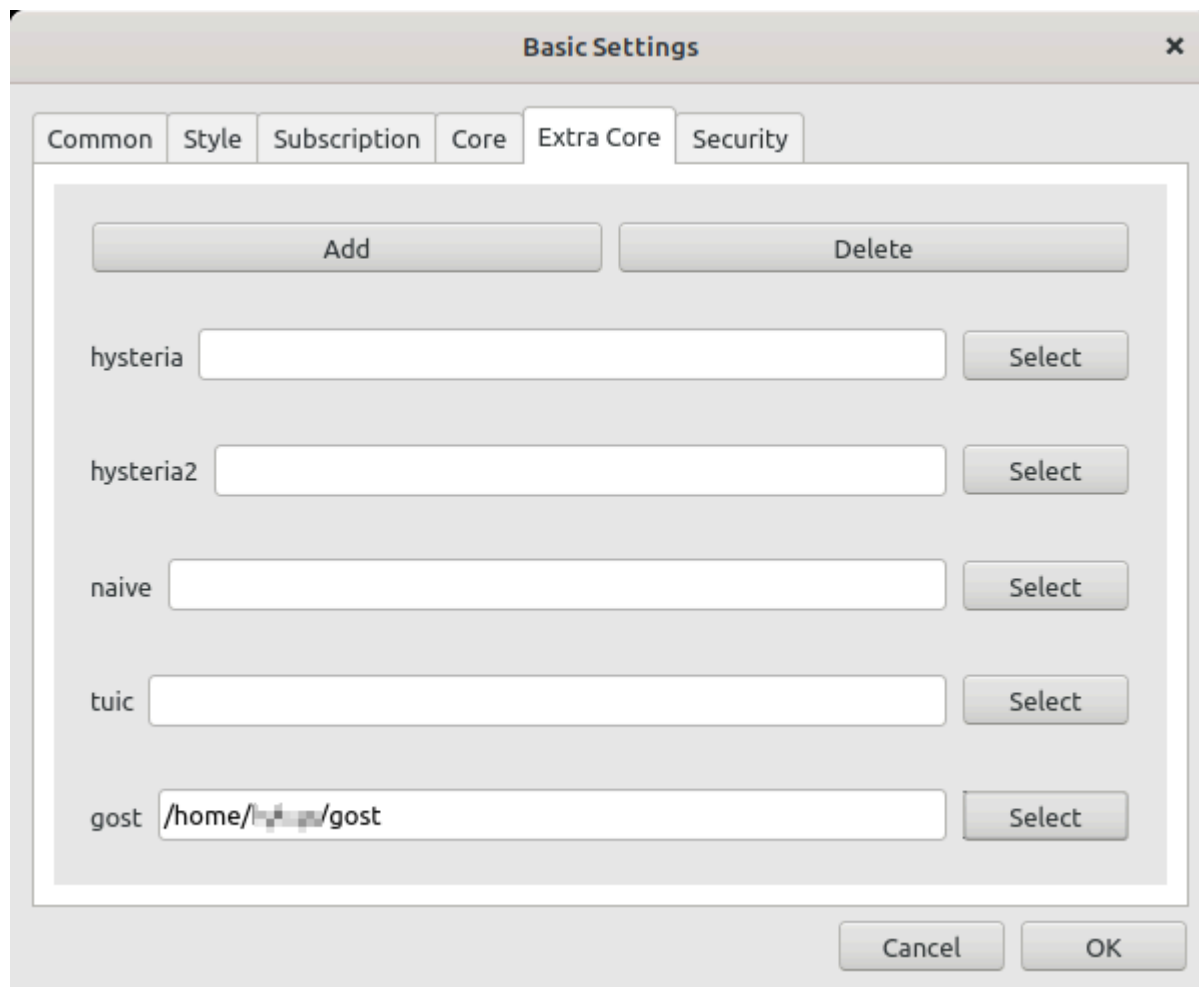 Basic Settings
Common Style Subscription Core Extra Core Security
Add Delete
hysteria Select
hysteria2 Select
naive Select
tuic Select
gost /home/ /gost Select
Cancel OK